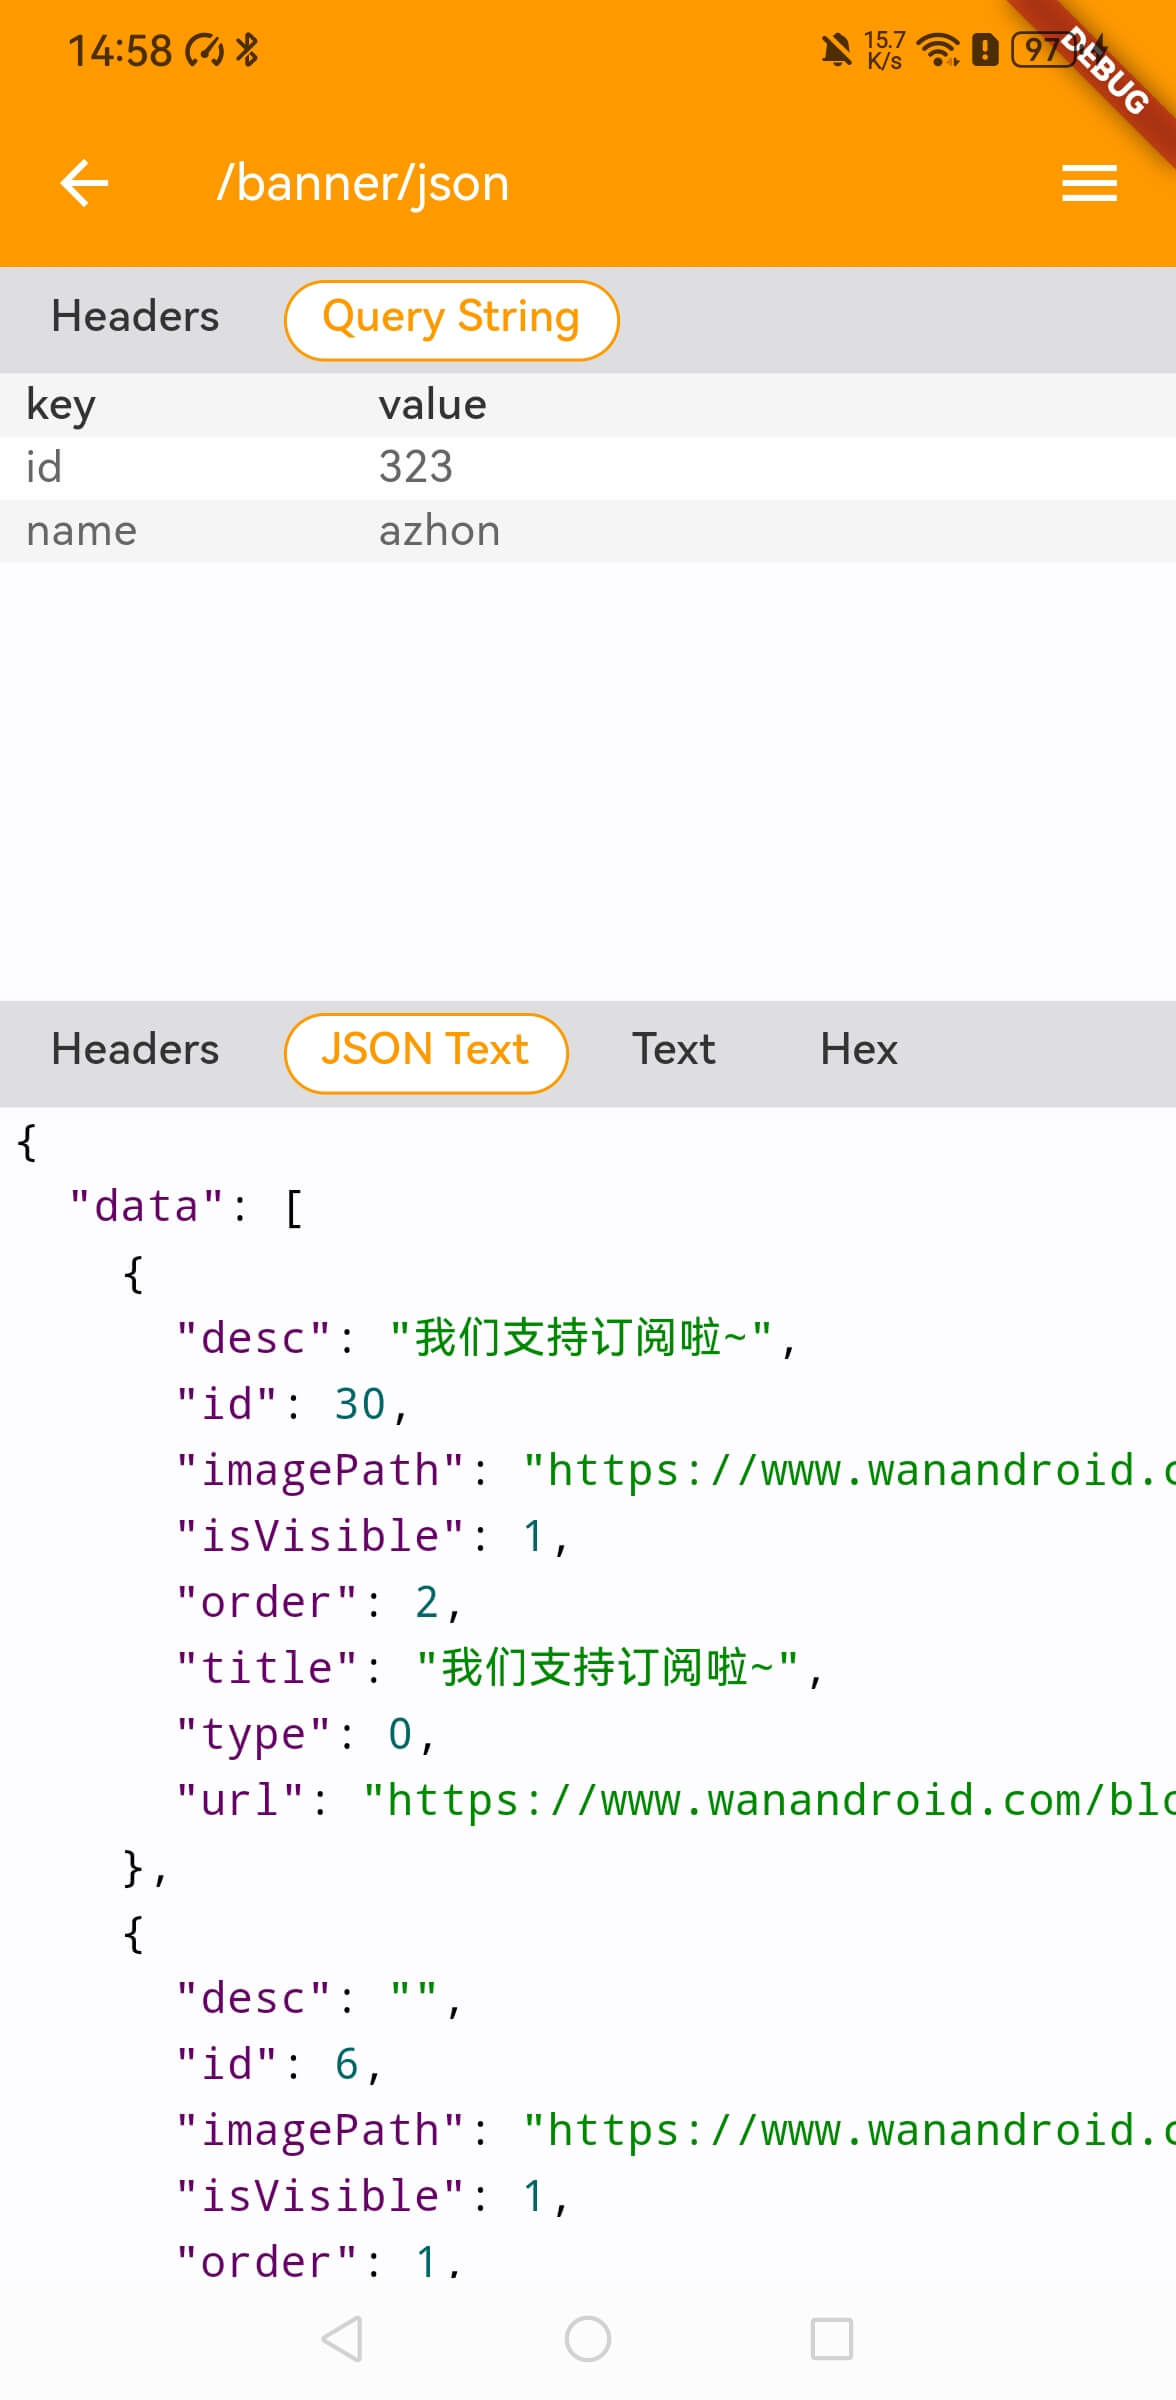 14:58
15.7
K/s
97
DEBUG
/banner/json
Headers Query String
key value
id 323
name azhon
Headers JSON Text Text Hex
{
"data": [
{
"desc": "我们支持订阅啦~",
"id": 30,
"imagePath": "https://www.wanandroid.c
"isVisible": 1,
"order": 2,
"title": "我们支持订阅啦~",
"type": 0,
"url": "https://www.wanandroid.com/blo
},
{
"desc": "",
"id": 6,
"imagePath": "https://www.wanandroid.c
"isVisible": 1,
"order": 1,